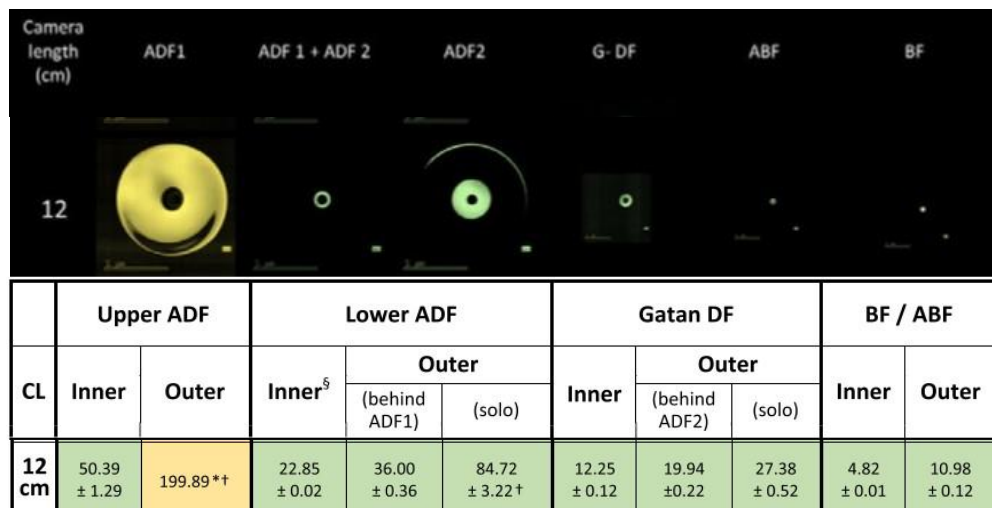 Camera length (cm) ADF1 ADF 1 + ADF 2 ADF2 G- DF ABF BF
12
Upper ADF Lower ADF Gatan DF BF / ABF
CL Inner Outer Inner§ Outer Inner Outer Inner Outer
(behind ADF1) (solo) (behind ADF2) (solo)
12 cm 50.39 ± 1.29 199.89*† 22.85 ± 0.02 36.00 ± 0.36 84.72 ± 3.22† 12.25 ± 0.12 19.94 ±0.22 27.38 ± 0.52 4.82 ± 0.01 10.98 ± 0.12